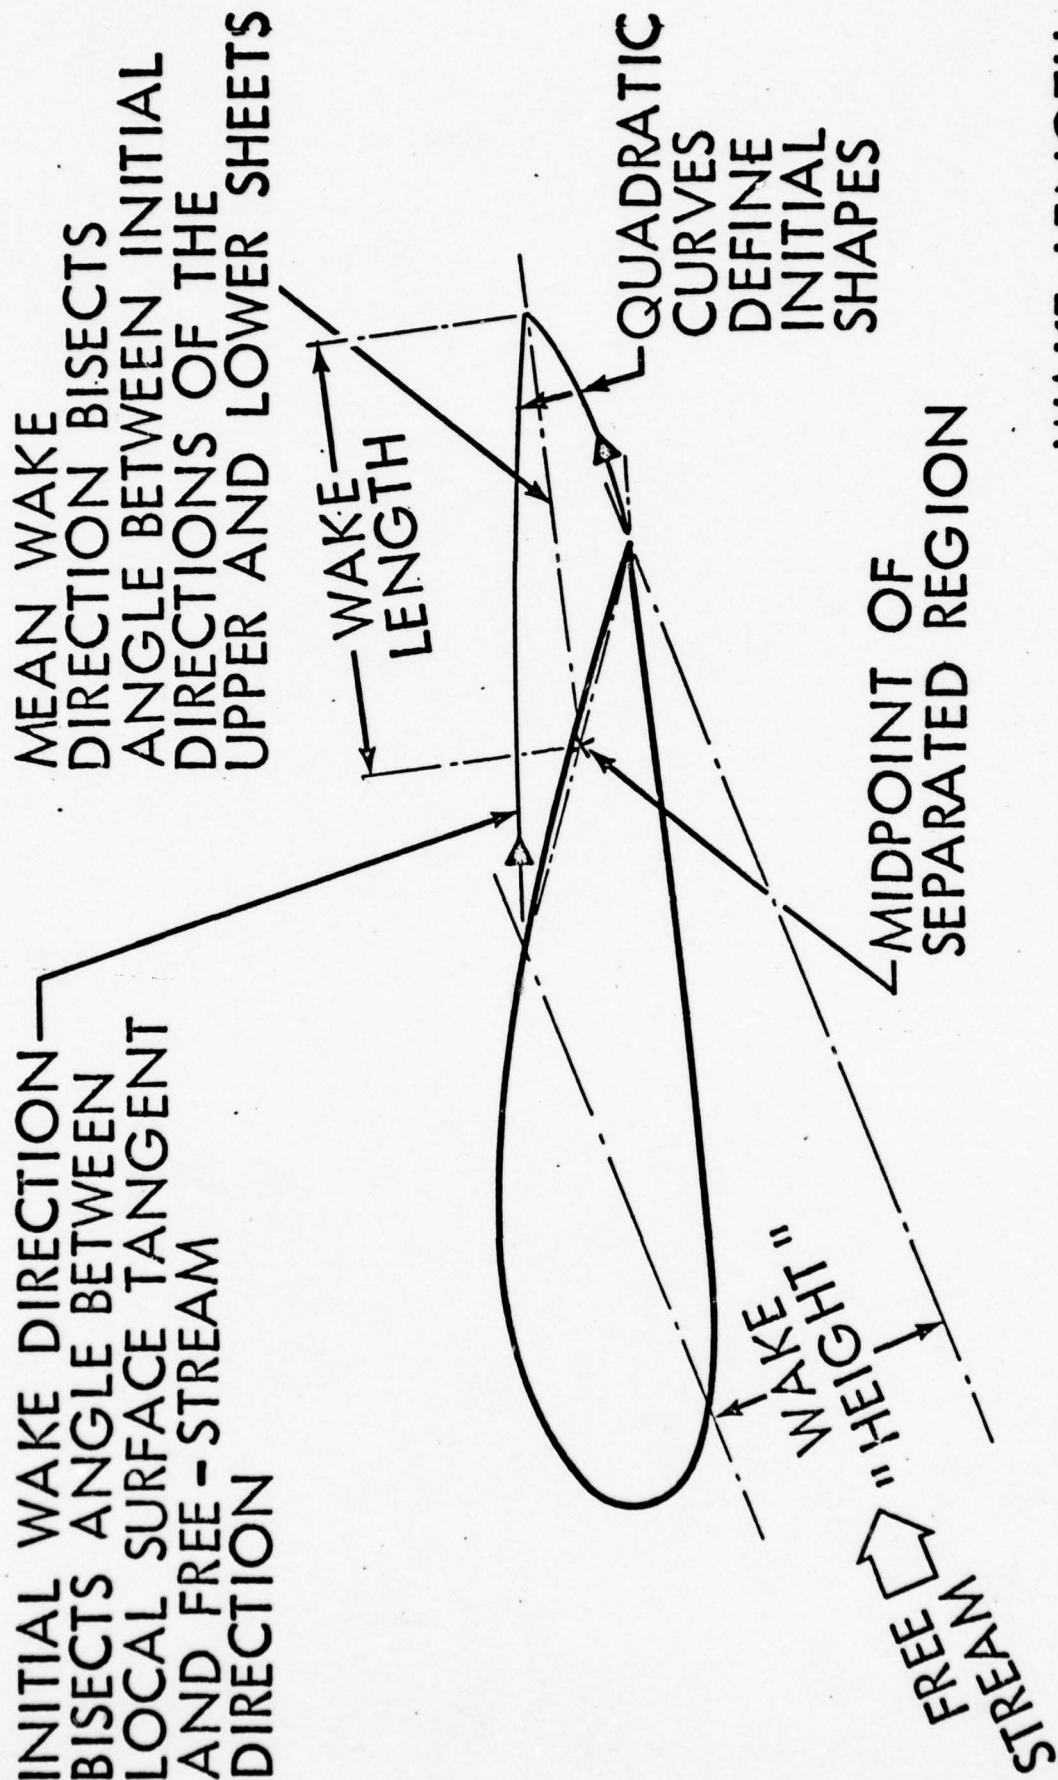 INITIAL WAKE DIRECTION
BISECTS ANGLE BETWEEN
LOCAL SURFACE TANGENT
AND FREE-STREAM
DIRECTION
MEAN WAKE
DIRECTION BISECTS
ANGLE BETWEEN INITIAL
DIRECTIONS OF THE
UPPER AND LOWER SHEETS
WAKE
LENGTH
QUADRATIC
CURVES
DEFINE
INITIAL
SHAPES
MIDPOINT OF
SEPARATED REGION
WAKE
"HEIGHT"
FREE
STREAM